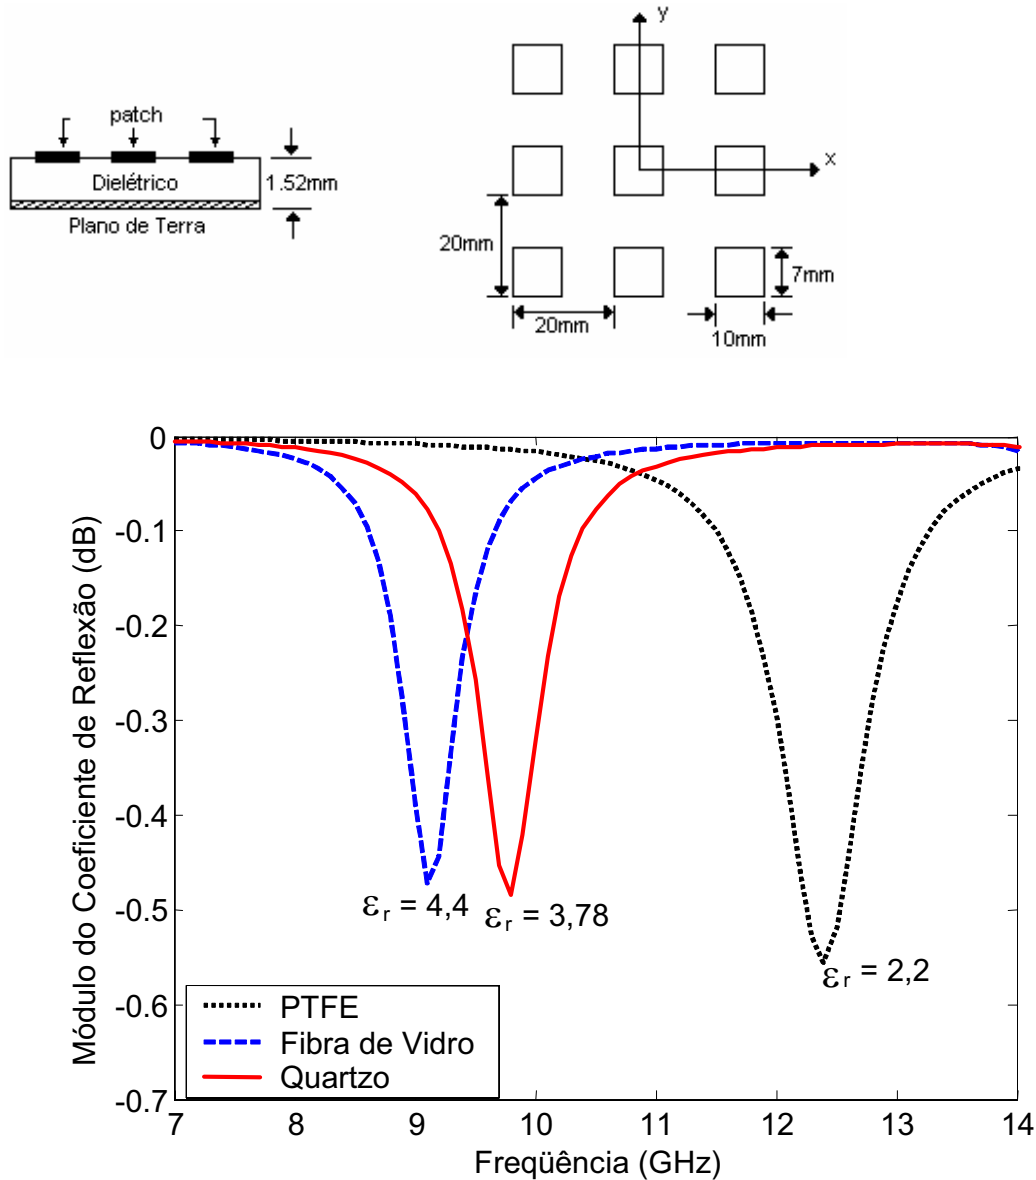 patch
Dielétrico
1.52mm
Plano de Terra
y
x
20mm
7mm
20mm
10mm
Módulo do Coeficiente de Reflexão (dB)
0
-0.1
-0.2
-0.3
-0.4
-0.5
-0.6
-0.7
εr = 4,4
εr = 3,78
εr = 2,2
PTFE
Fibra de Vidro
Quartzo
7 8 9 10 11 12 13 14
Freqüência (GHz)